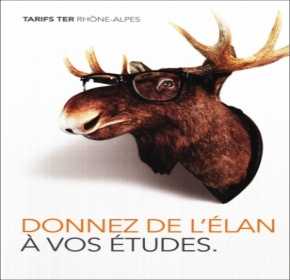 TARIFS TER RHÔNE-ALPES
DONNEZ DE L'ÉLAN
À VOS ÉTUDES.